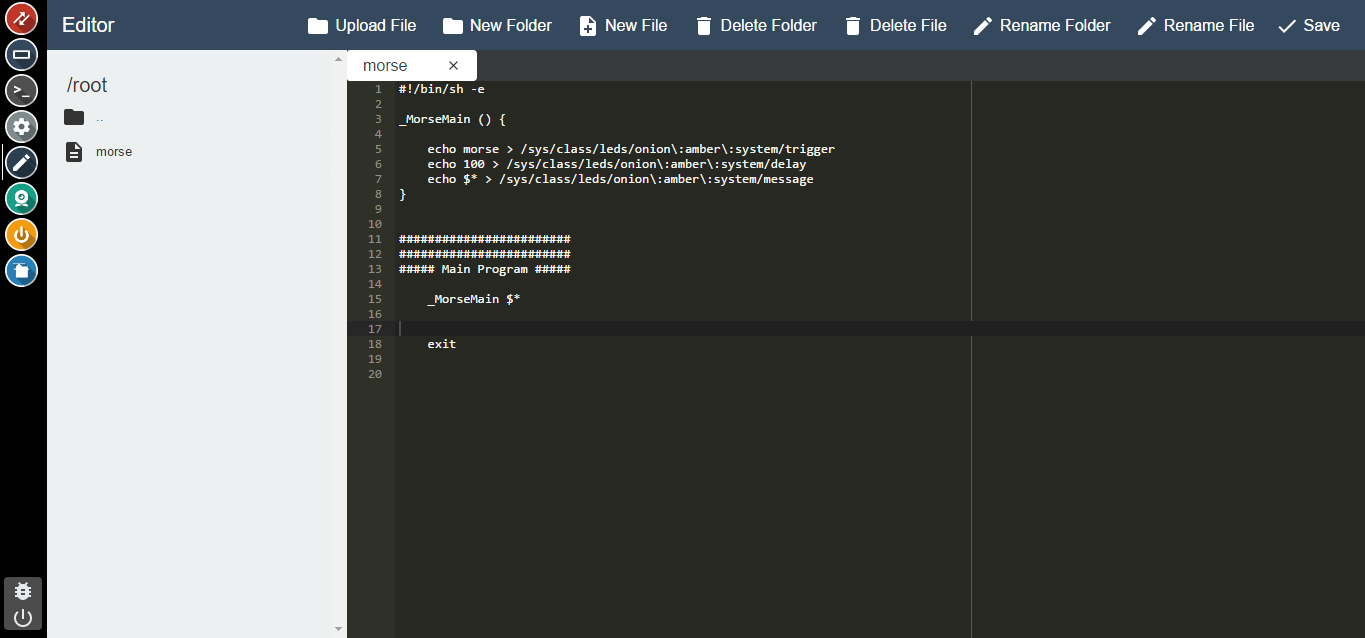 Editor
Upload File
New Folder
New File
Delete Folder
Delete File
Rename Folder
Rename File
Save
/root
..
morse
morse ×
1 #!/bin/sh -e
2
3 _MorseMain () {
4
5     echo morse > /sys/class/leds/onion\:amber\:system/trigger
6     echo 100 > /sys/class/leds/onion\:amber\:system/delay
7     echo $* > /sys/class/leds/onion\:amber\:system/message
8 }
9
10
11 ########################
12 ########################
13 ##### Main Program #####
14
15     _MorseMain $*
16
17
18     exit
19
20